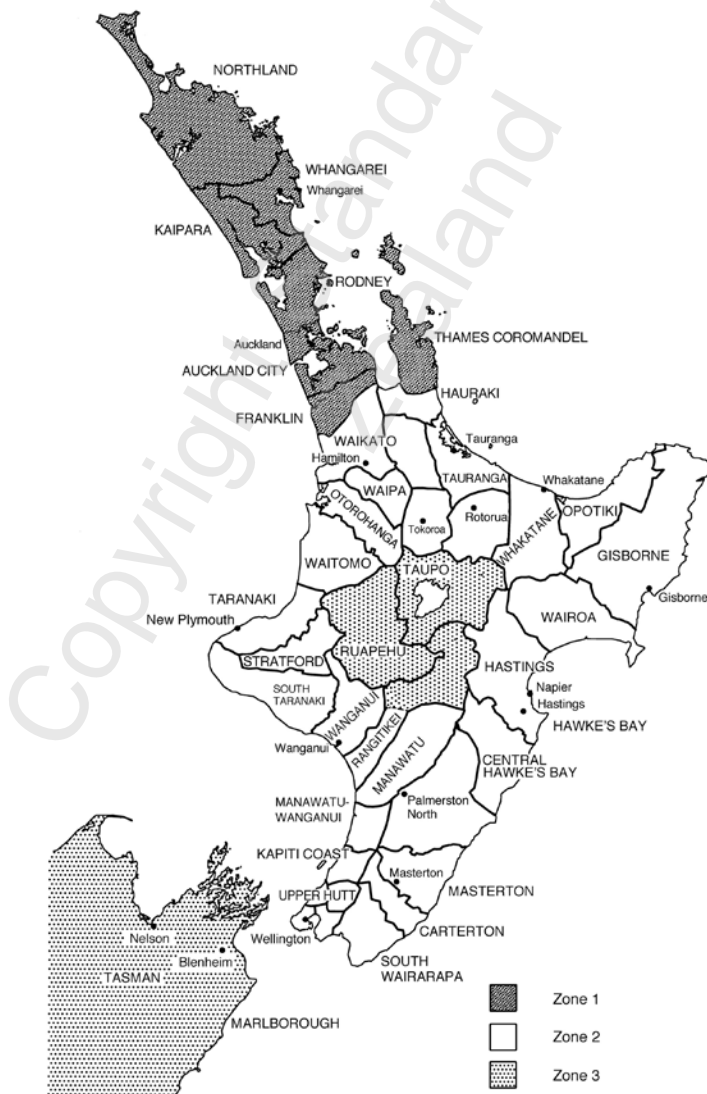 Copyright Standar
Zealand
NORTHLAND
WHANGAREI
Whangarei
KAIPARA
RODNEY
Auckland
THAMES COROMANDEL
AUCKLAND CITY
HAURAKI
FRANKLIN
WAIKATO
Tauranga
Hamilton
TAURANGA
WAIPA
Whakatane
OTOROHANGA
Tokoroa
Rotorua
WHAKATANE
OPOTIKI
WAITOMO
TAUPO
GISBORNE
TARANAKI
Gisborne
New Plymouth
WAIROA
STRATFORD
RUAPEHU
HASTINGS
SOUTH
TARANAKI
Napier
Hastings
WANGANUI
HAWKE'S BAY
RANGITIKEI
Wanganui
MANAWATU
CENTRAL
HAWKE'S BAY
MANAWATU-
WANGANUI
Palmerston
North
KAPITI COAST
Masterton
MASTERTON
UPPER HUTT
Wellington
CARTERTON
Nelson
Blenheim
SOUTH
WAIRARAPA
TASMAN
MARLBOROUGH
Zone 1
Zone 2
Zone 3